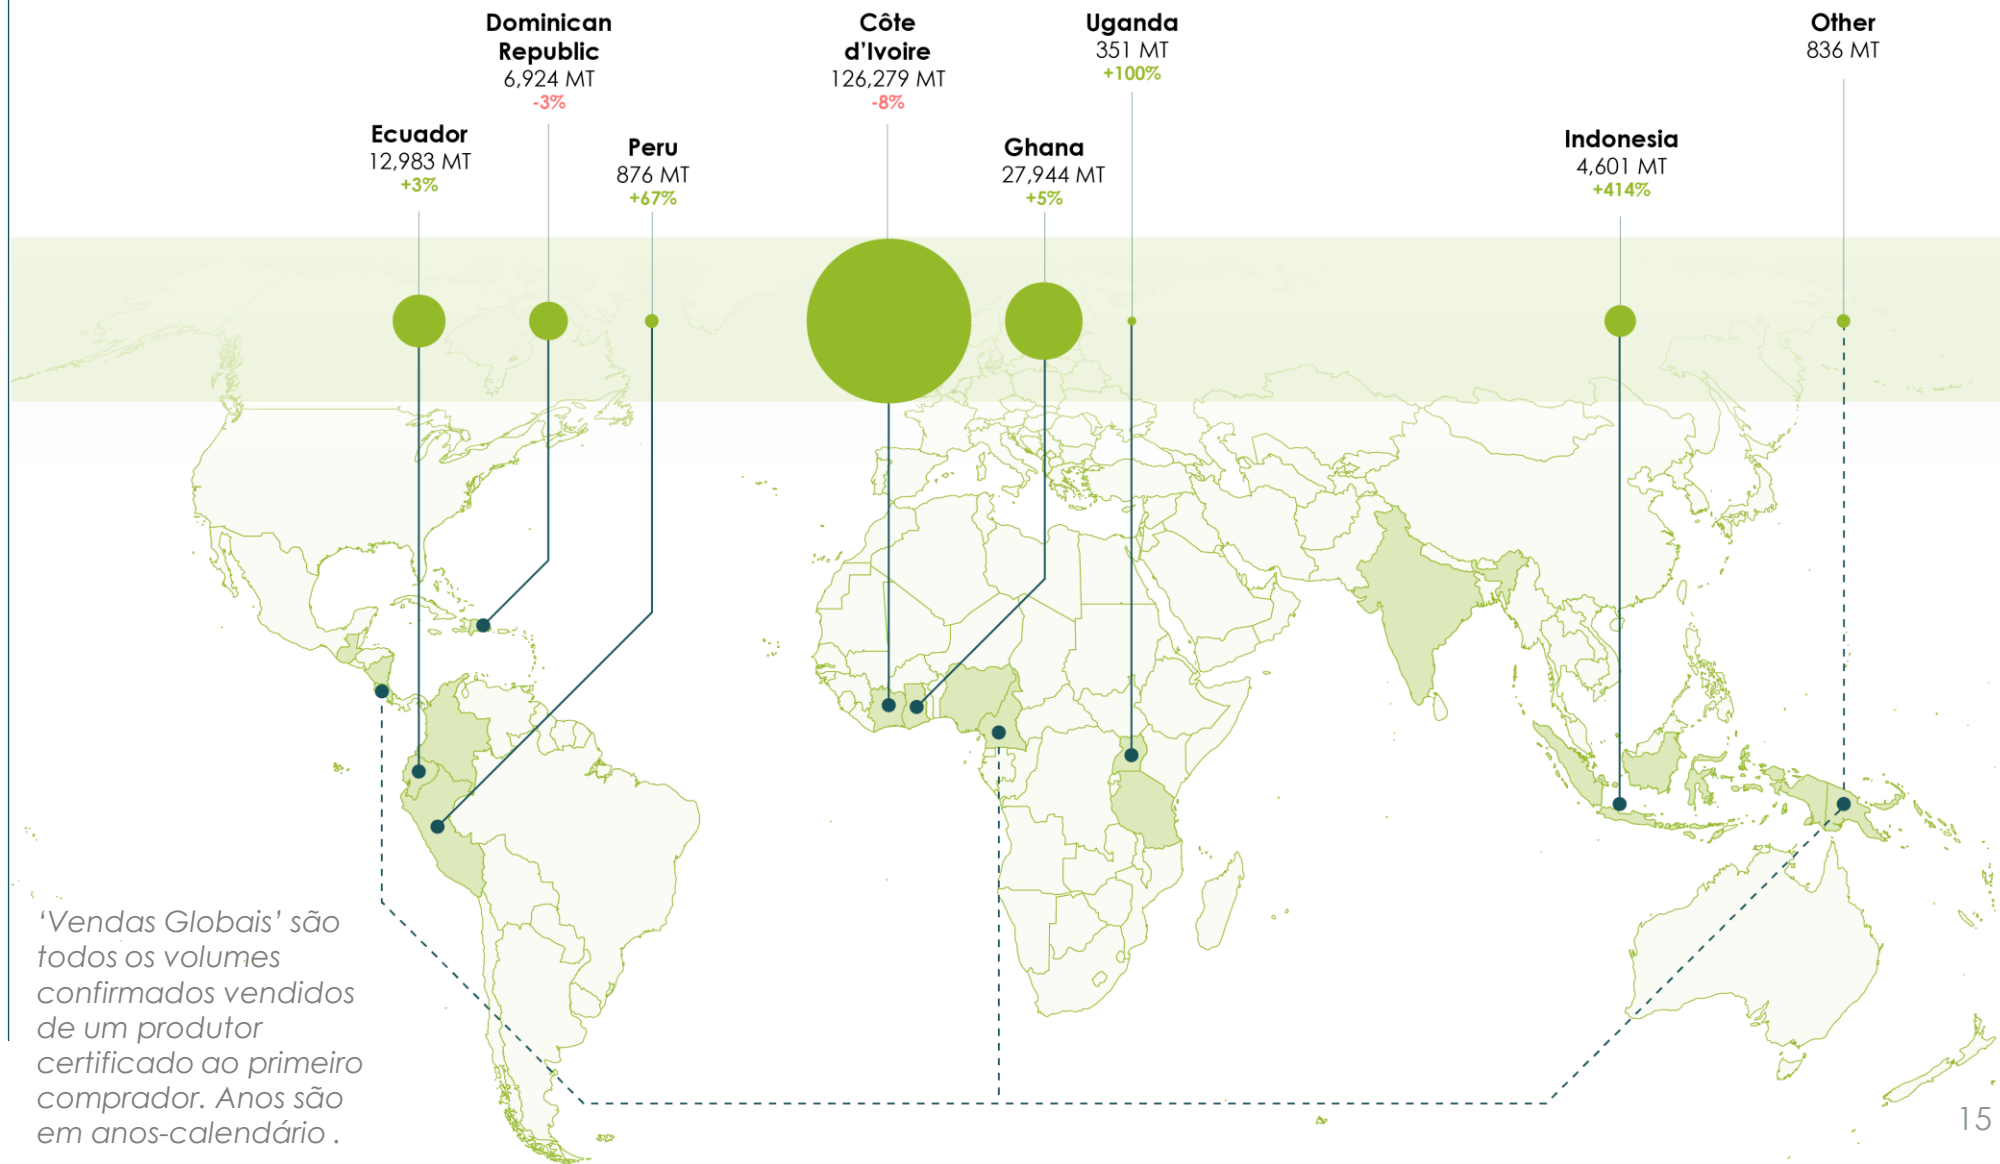 Dominican
Republic
6,924 MT
-3%
Côte
d’Ivoire
126,279 MT
-8%
Uganda
351 MT
+100%
Other
836 MT
Ecuador
12,983 MT
+3%
Peru
876 MT
+67%
Ghana
27,944 MT
+5%
Indonesia
4,601 MT
+414%
‘Vendas Globais’ são
todos os volumes
confirmados vendidos
de um produtor
certificado ao primeiro
comprador. Anos são
em anos-calendário .
15